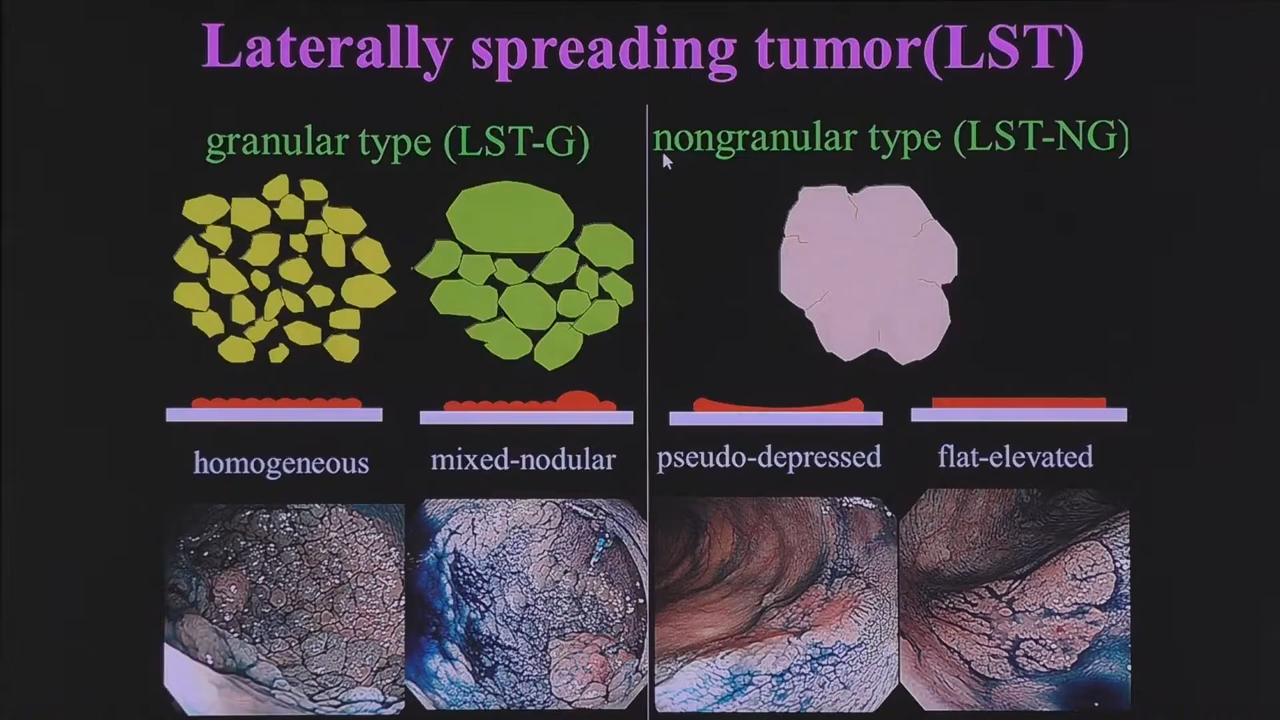 Laterally spreading tumor(LST)
granular type (LST-G)
nongranular type (LST-NG)
homogeneous
mixed-nodular
pseudo-depressed
flat-elevated